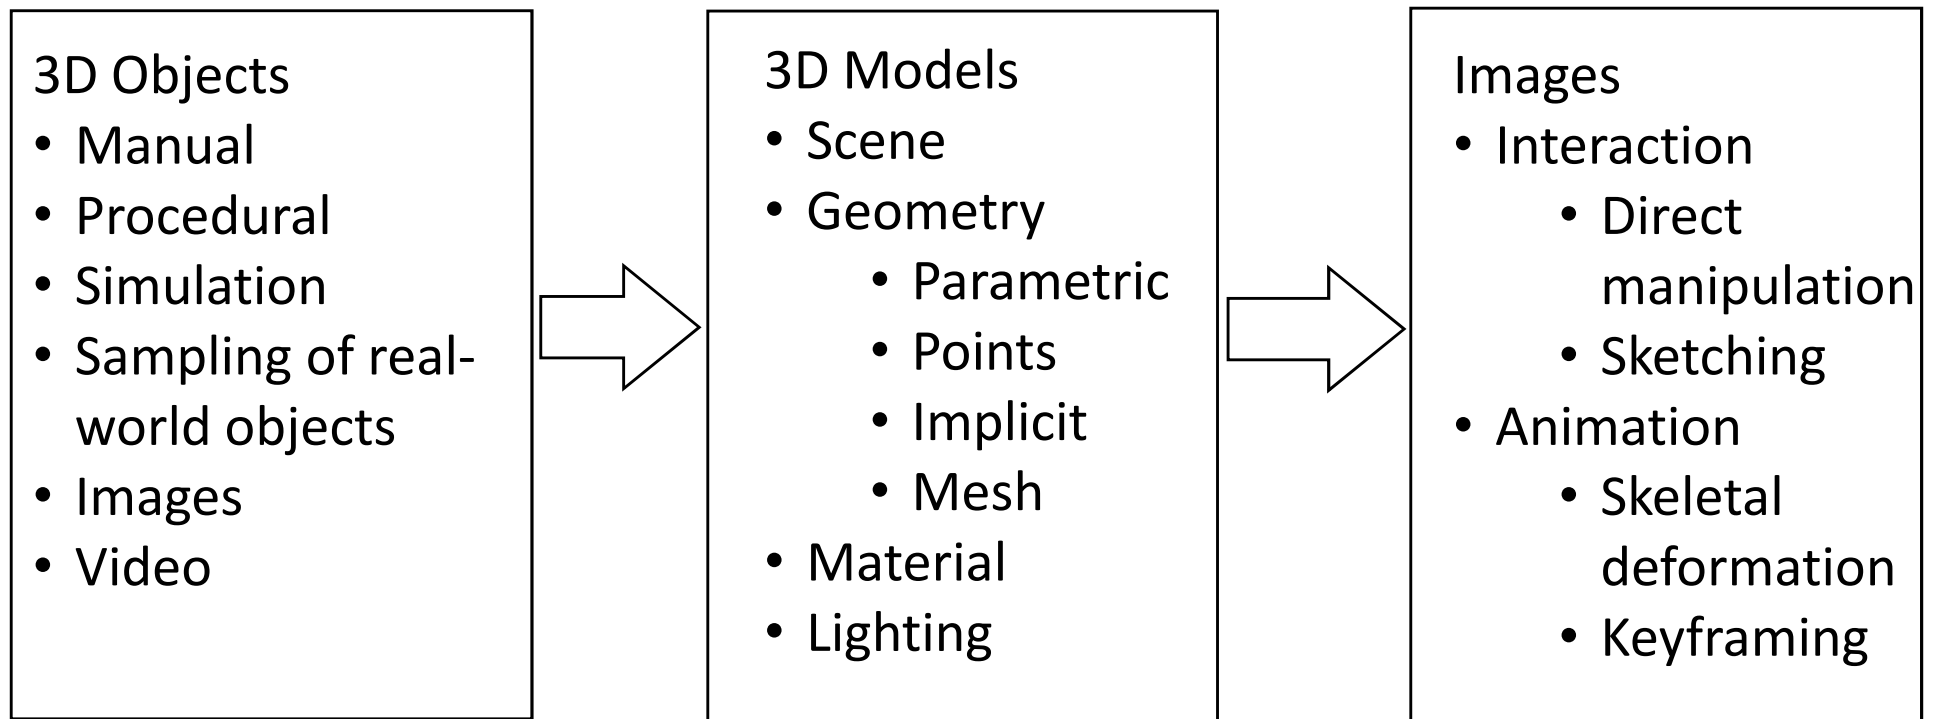 3D Objects
• Manual
• Procedural
• Simulation
• Sampling of real-
world objects
• Images
• Video
3D Models
• Scene
• Geometry
• Parametric
• Points
• Implicit
• Mesh
• Material
• Lighting
Images
• Interaction
• Direct
manipulation
• Sketching
• Animation
• Skeletal
deformation
• Keyframing